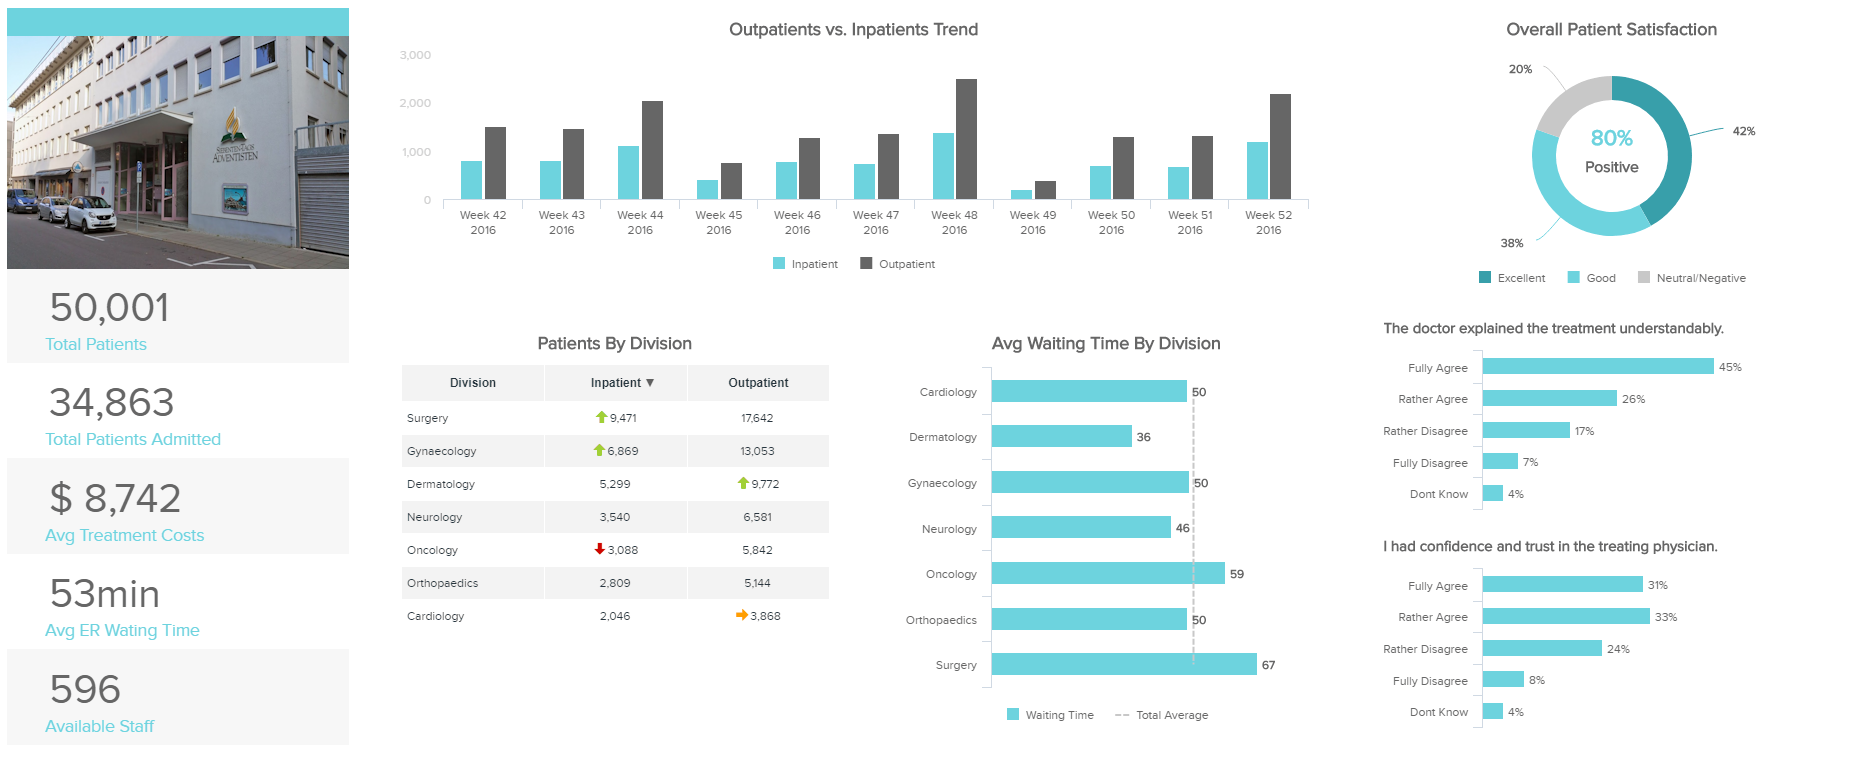 SIEBENTEN-TAGS
ADVENTISTEN
50,001
Total Patients
34,863
Total Patients Admitted
$ 8,742
Avg Treatment Costs
53min
Avg ER Wating Time
596
Available Staff
Outpatients vs. Inpatients Trend
3,000
2,000
1,000
0
Week 42 Week 43 Week 44 Week 45 Week 46 Week 47 Week 48 Week 49 Week 50 Week 51 Week 52
2016 2016 2016 2016 2016 2016 2016 2016 2016 2016 2016
Inpatient Outpatient
Patients By Division
Division Inpatient ▼ Outpatient
Surgery 9,471 17,642
Gynaecology 6,869 13,053
Dermatology 5,299 9,772
Neurology 3,540 6,581
Oncology 3,088 5,842
Orthopaedics 2,809 5,144
Cardiology 2,046 3,868
Avg Waiting Time By Division
Cardiology 50
Dermatology 36
Gynaecology 50
Neurology 46
Oncology 59
Orthopaedics 50
Surgery 67
Waiting Time Total Average
Overall Patient Satisfaction
20%
42%
80%
Positive
38%
Excellent Good Neutral/Negative
The doctor explained the treatment understandably.
Fully Agree 45%
Rather Agree 26%
Rather Disagree 17%
Fully Disagree 7%
Dont Know 4%
I had confidence and trust in the treating physician.
Fully Agree 31%
Rather Agree 33%
Rather Disagree 24%
Fully Disagree 8%
Dont Know 4%